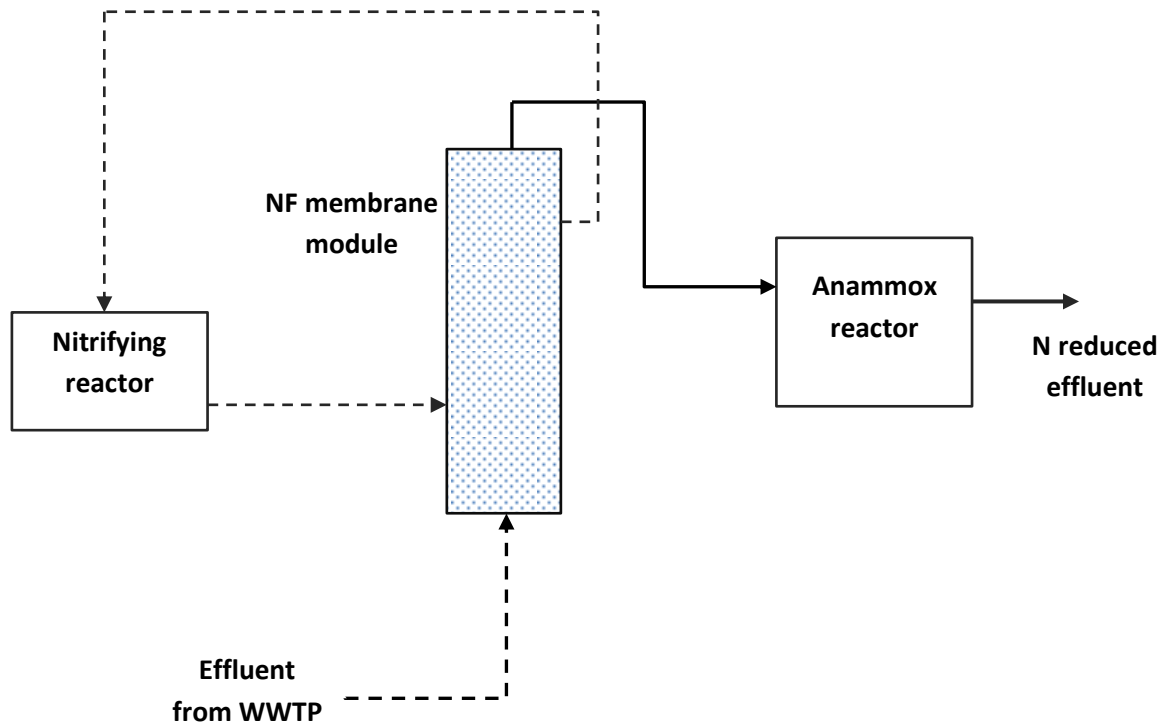 NF membrane
module
Nitrifying
reactor
Anammox
reactor
N reduced
effluent
Effluent
from WWTP